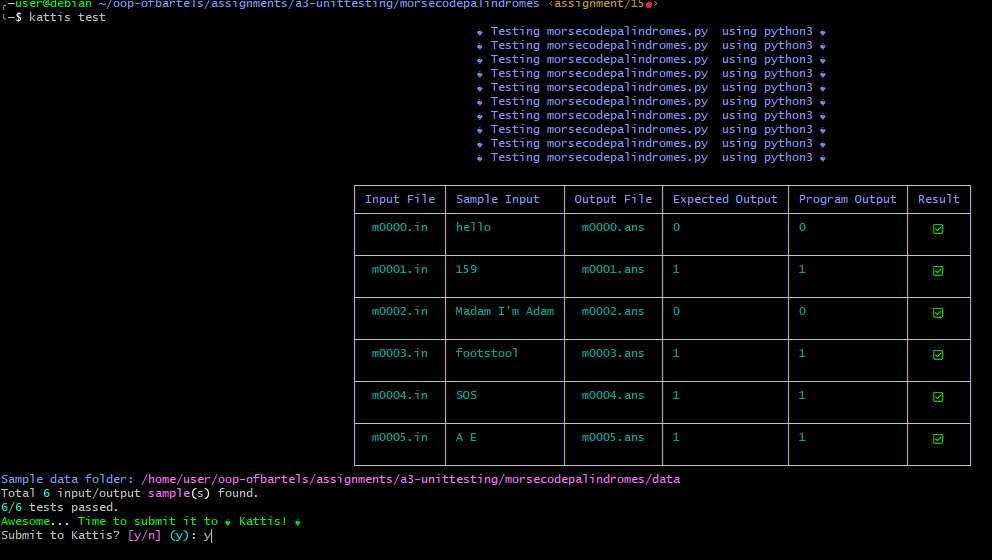 ╭─user@debian ~/oop-ofbartels/assignments/a3-unittesting/morsecodepalindromes ‹assignment/15●›
╰─$ kattis test
Testing morsecodepalindromes.py using python3
Testing morsecodepalindromes.py using python3
Testing morsecodepalindromes.py using python3
Testing morsecodepalindromes.py using python3
Testing morsecodepalindromes.py using python3
Testing morsecodepalindromes.py using python3
Testing morsecodepalindromes.py using python3
Testing morsecodepalindromes.py using python3
Testing morsecodepalindromes.py using python3
Testing morsecodepalindromes.py using python3
Input File Sample Input Output File Expected Output Program Output Result
m0000.in hello m0000.ans 0 0 ☑
m0001.in 159 m0001.ans 1 1 ☑
m0002.in Madam I'm Adam m0002.ans 0 0 ☑
m0003.in footstool m0003.ans 1 1 ☑
m0004.in SOS m0004.ans 1 1 ☑
m0005.in A E m0005.ans 1 1 ☑
Sample data folder: /home/user/oop-ofbartels/assignments/a3-unittesting/morsecodepalindromes/data
Total 6 input/output sample(s) found.
6/6 tests passed.
Awesome... Time to submit it to Kattis!
Submit to Kattis? [y/n] (y): y